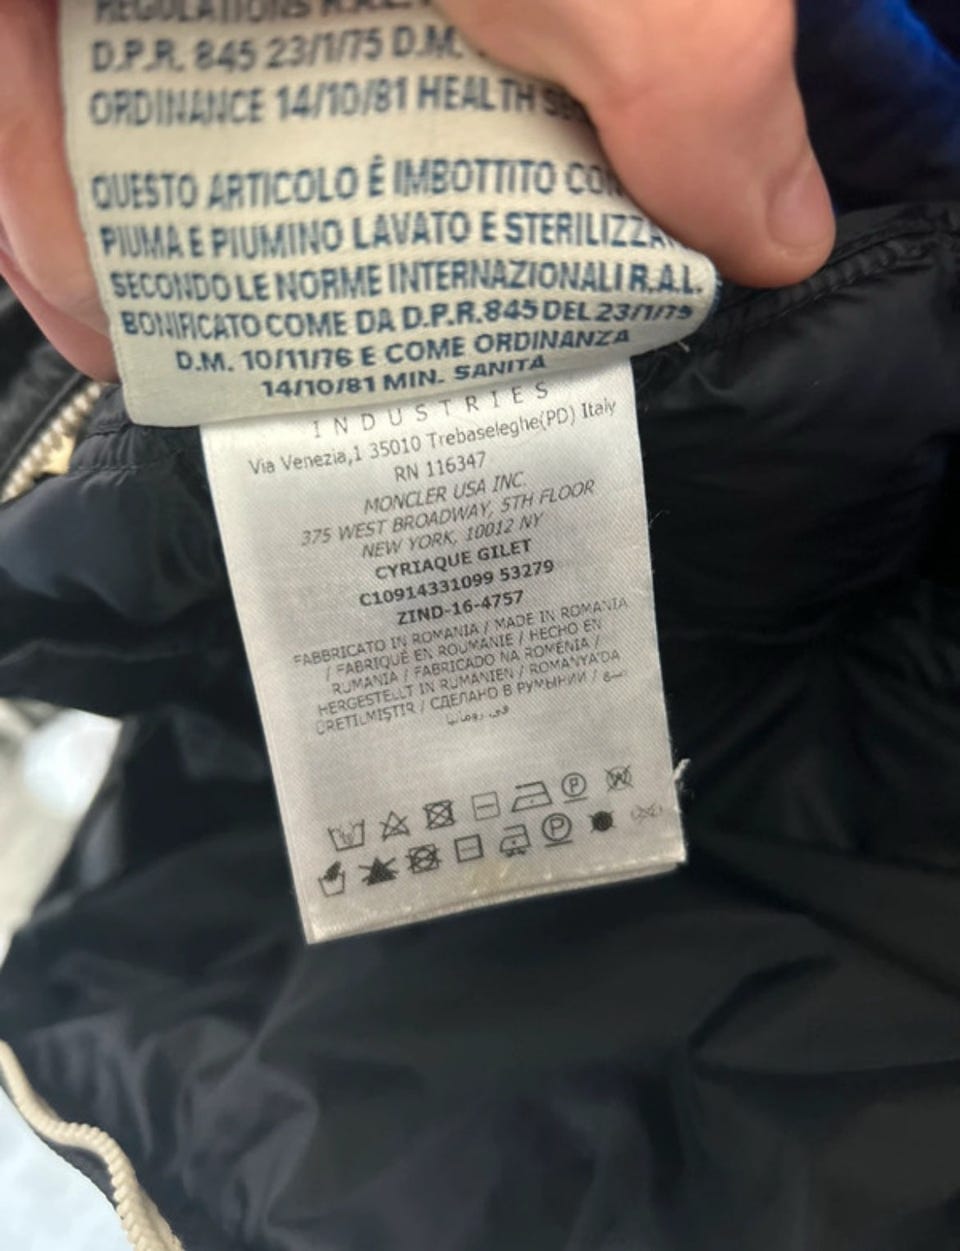 REGULATIONS R.A.L.
D.P.R. 845 23/1/75 D.M.
ORDINANCE 14/10/81 HEALTH
QUESTO ARTICOLO È IMBOTTITO CON
PIUMA E PIUMINO LAVATO E STERILIZZA
SECONDO LE NORME INTERNAZIONALI R.A.L.
BONIFICATO COME DA D.P.R.845 DEL 23/1/75
D.M. 10/11/76 E COME ORDINANZA
14/10/81 MIN. SANITÀ
INDUSTRIES
Via Venezia,1 35010 Trebaseleghe(PD) Italy
RN 116347
MONCLER USA INC.
375 WEST BROADWAY, 5TH FLOOR
NEW YORK, 10012 NY
CYRIAQUE GILET
C10914331099 53279
ZIND-16-4757
FABBRICATO IN ROMANIA / MADE IN ROMANIA
/ FABRIQUÉ EN ROUMANIE / HECHO EN
RUMANIA / FABRICADO NA ROMÉNIA /
HERGESTELLT IN RUMÄNIEN / ROMANYA'DA
ÜRETILMIŞTIR / СДЕЛАНО В РУМЫНИИ /
في رومانيا
P
W
P